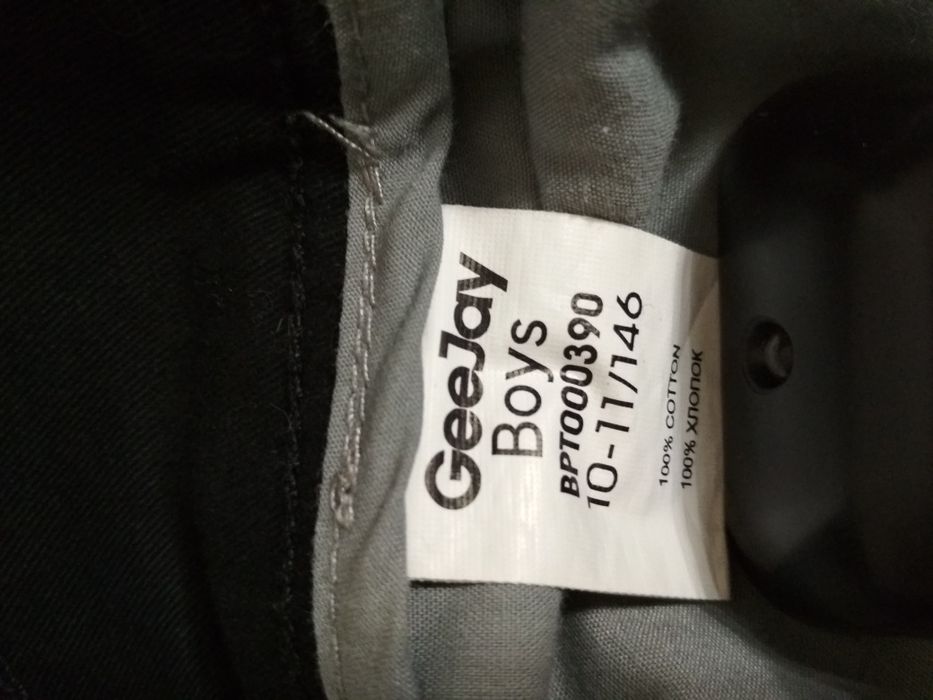 GeeJay
Boys
BPT000390
10-11/146
100% COTTON
100% ХЛОПОК